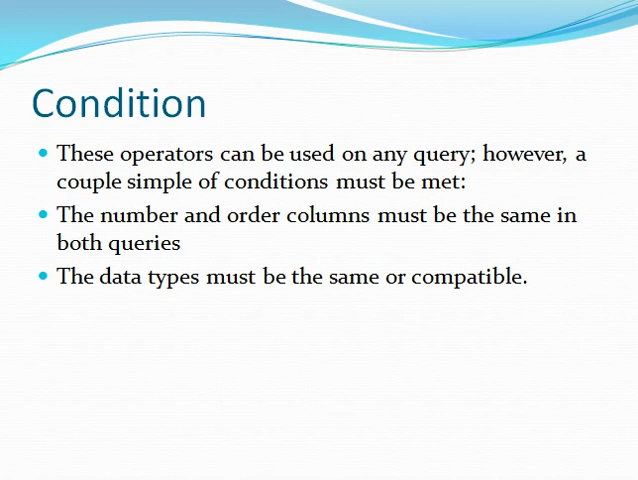 Condition
These operators can be used on any query; however, a
couple simple of conditions must be met:
The number and order columns must be the same in
both queries
The data types must be the same or compatible.